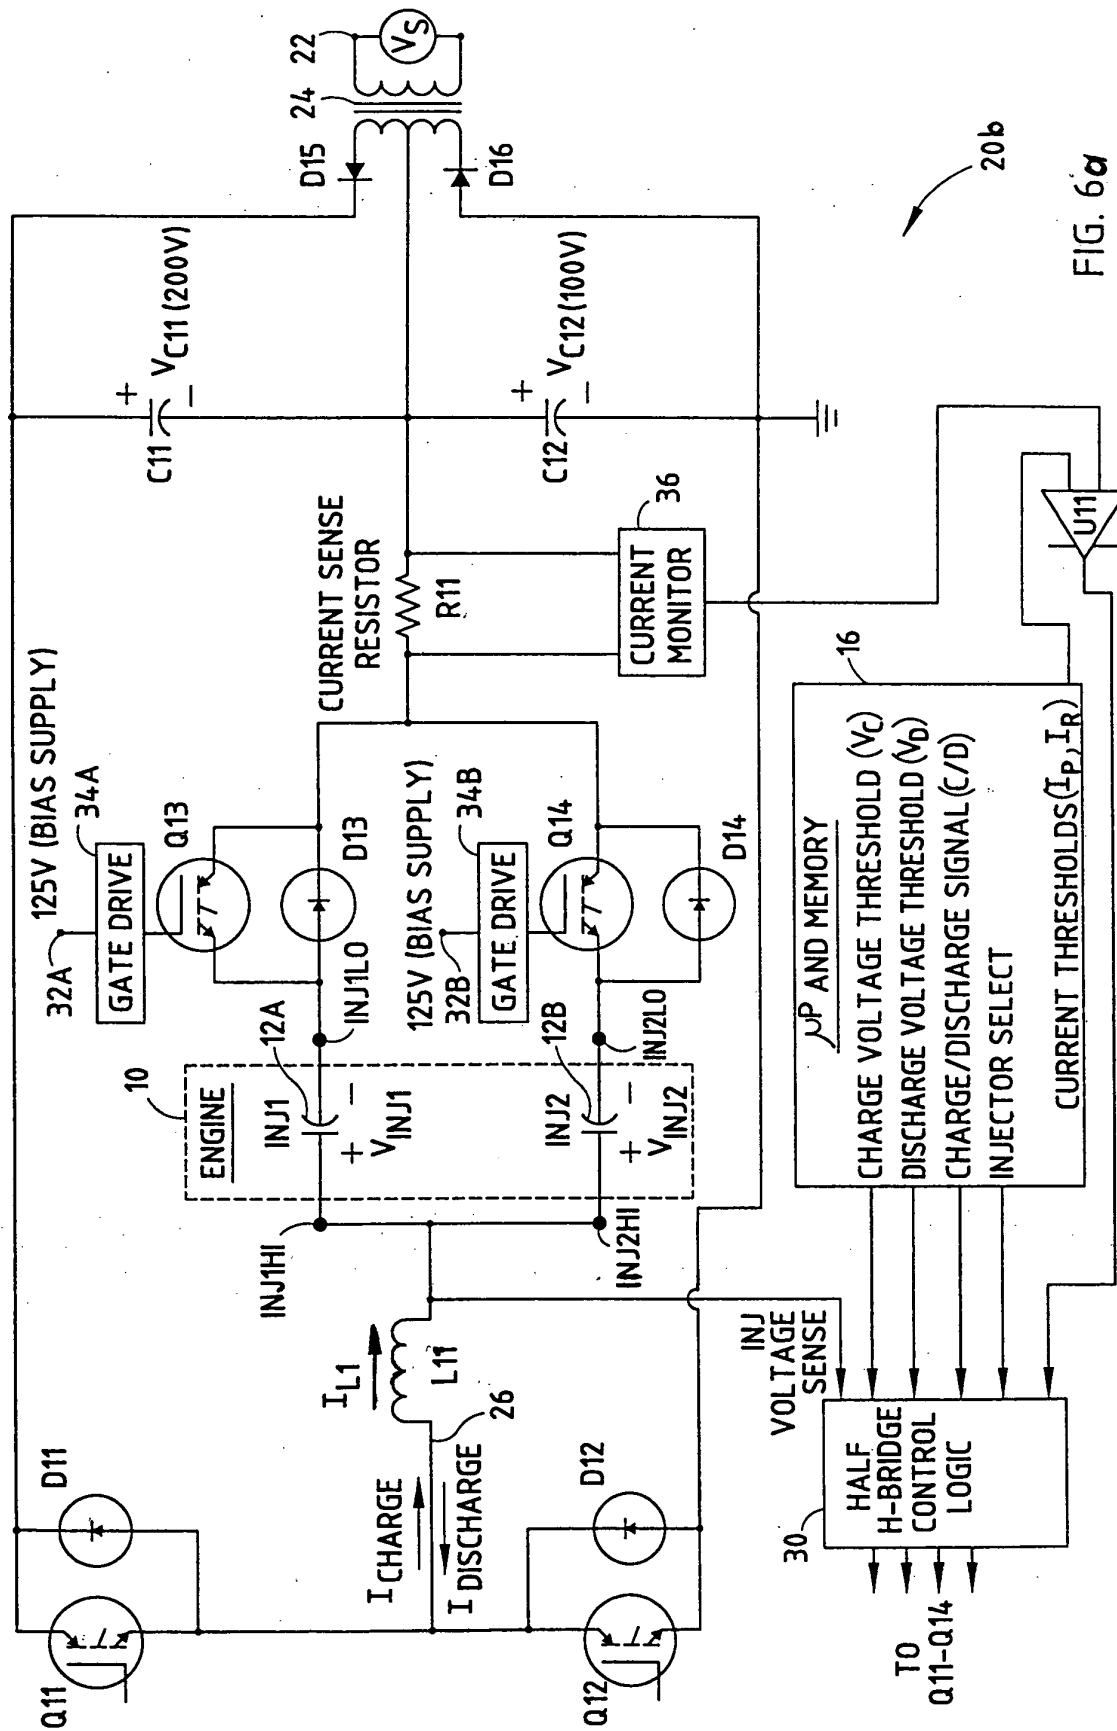 Q11
D11
I CHARGE
I DISCHARGE
26
Q12
D12
I L1
L11
INJ1HI
INJ2HI
10
ENGINE
INJ1
12A
+
−
VINJ1
INJ2
12B
+
−
VINJ2
INJ1LO
INJ2LO
125V (BIAS SUPPLY)
32A
34A
GATE DRIVE
Q13
D13
125V (BIAS SUPPLY)
32B
34B
GATE DRIVE
Q14
D14
CURRENT SENSE
RESISTOR
R11
36
CURRENT
MONITOR
C11
+
−
VC11 (200V)
C12
+
−
VC12 (100V)
D15
D16
24
22
VS
20b
INJ
VOLTAGE
SENSE
30
HALF
H-BRIDGE
CONTROL
LOGIC
TO
Q11-Q14
16
µP AND MEMORY
CHARGE VOLTAGE THRESHOLD (VC)
DISCHARGE VOLTAGE THRESHOLD (VD)
CHARGE/DISCHARGE SIGNAL (C/D)
INJECTOR SELECT
CURRENT THRESHOLDS (IP, IR)
U11
FIG. 6a